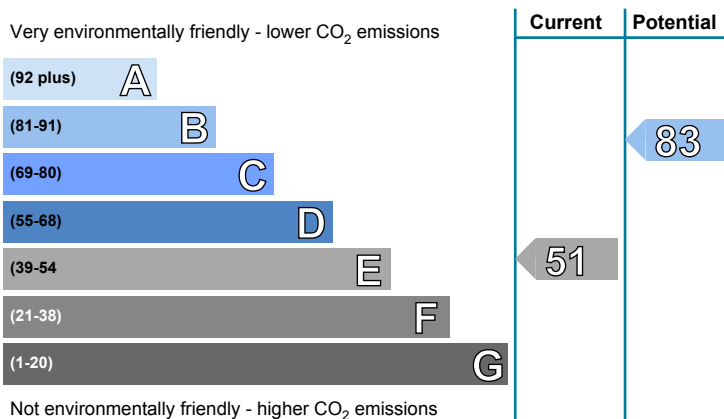 Current Potential
Very environmentally friendly - lower CO2 emissions
(92 plus) A
(81-91) B
83
(69-80) C
(55-68) D
(39-54 E
51
(21-38) F
(1-20) G
Not environmentally friendly - higher CO2 emissions